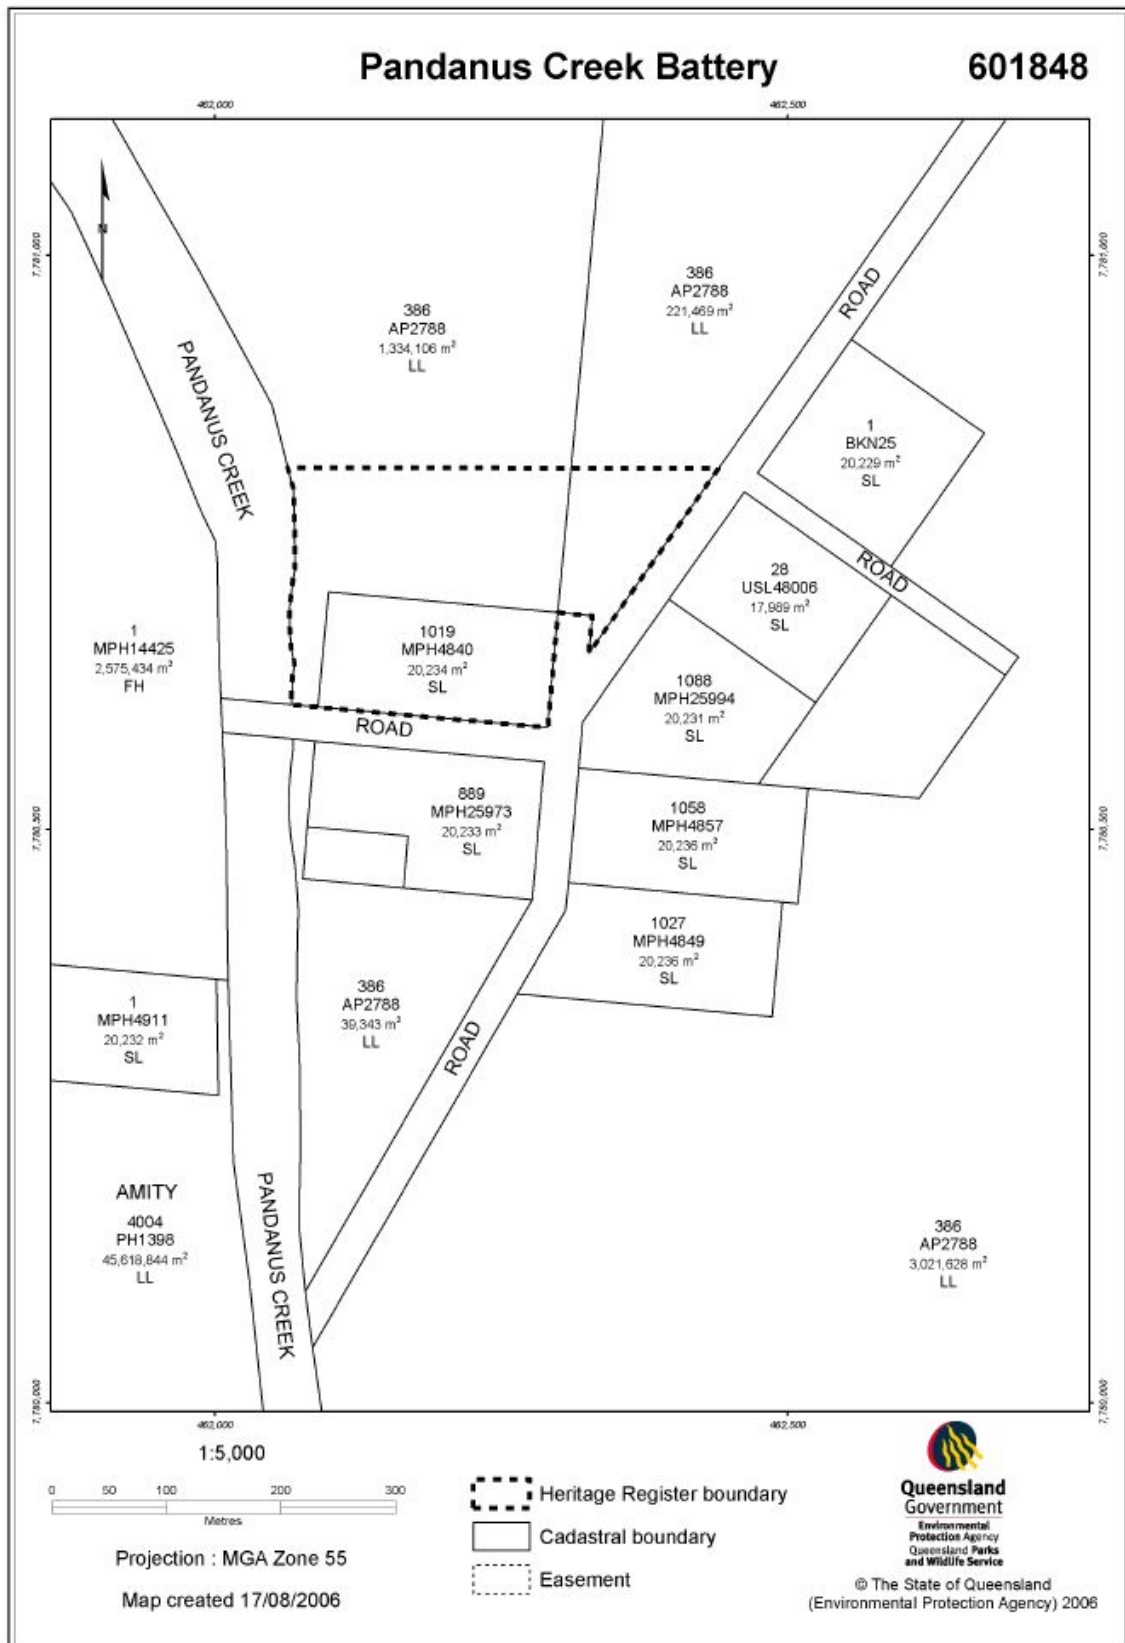 Pandanus Creek Battery
601848
462,000
462,500
7,781,000
7,781,000
N
ROAD
386
AP2788
221,469 m²
LL
386
AP2788
1,334,106 m²
LL
PANDANUS CREEK
1
BKN25
20,229 m²
SL
ROAD
28
USL48006
17,989 m²
SL
1
MPH14425
2,575,434 m²
FH
1019
MPH4840
20,234 m²
SL
1088
MPH25994
20,231 m²
SL
ROAD
889
MPH25973
20,233 m²
SL
1058
MPH4857
20,236 m²
SL
7,780,500
7,780,500
1027
MPH4849
20,236 m²
SL
386
AP2788
39,343 m²
LL
1
MPH4911
20,232 m²
SL
ROAD
AMITY
4004
PH1398
45,618,844 m²
LL
PANDANUS CREEK
386
AP2788
3,021,628 m²
LL
7,780,000
7,780,000
462,000
462,500
1:5,000
0 50 100 200 300
Metres
Projection : MGA Zone 55
Map created 17/08/2006
Heritage Register boundary
Cadastral boundary
Easement
Queensland
Government
Environmental
Protection Agency
Queensland Parks
and Wildlife Service
© The State of Queensland
(Environmental Protection Agency) 2006